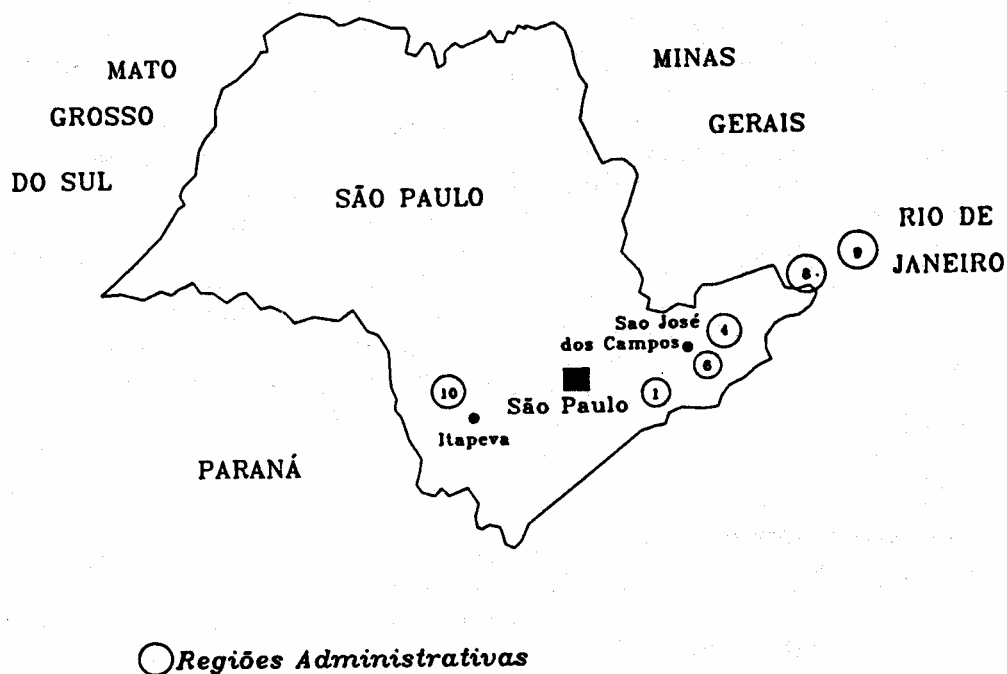 MATO
GROSSO
DO SUL
MINAS
GERAIS
SÃO PAULO
RIO DE
JANEIRO
9
8
Sao José
dos Campos
4
6
1
São Paulo
10
Itapeva
PARANÁ
Regiões Administrativas